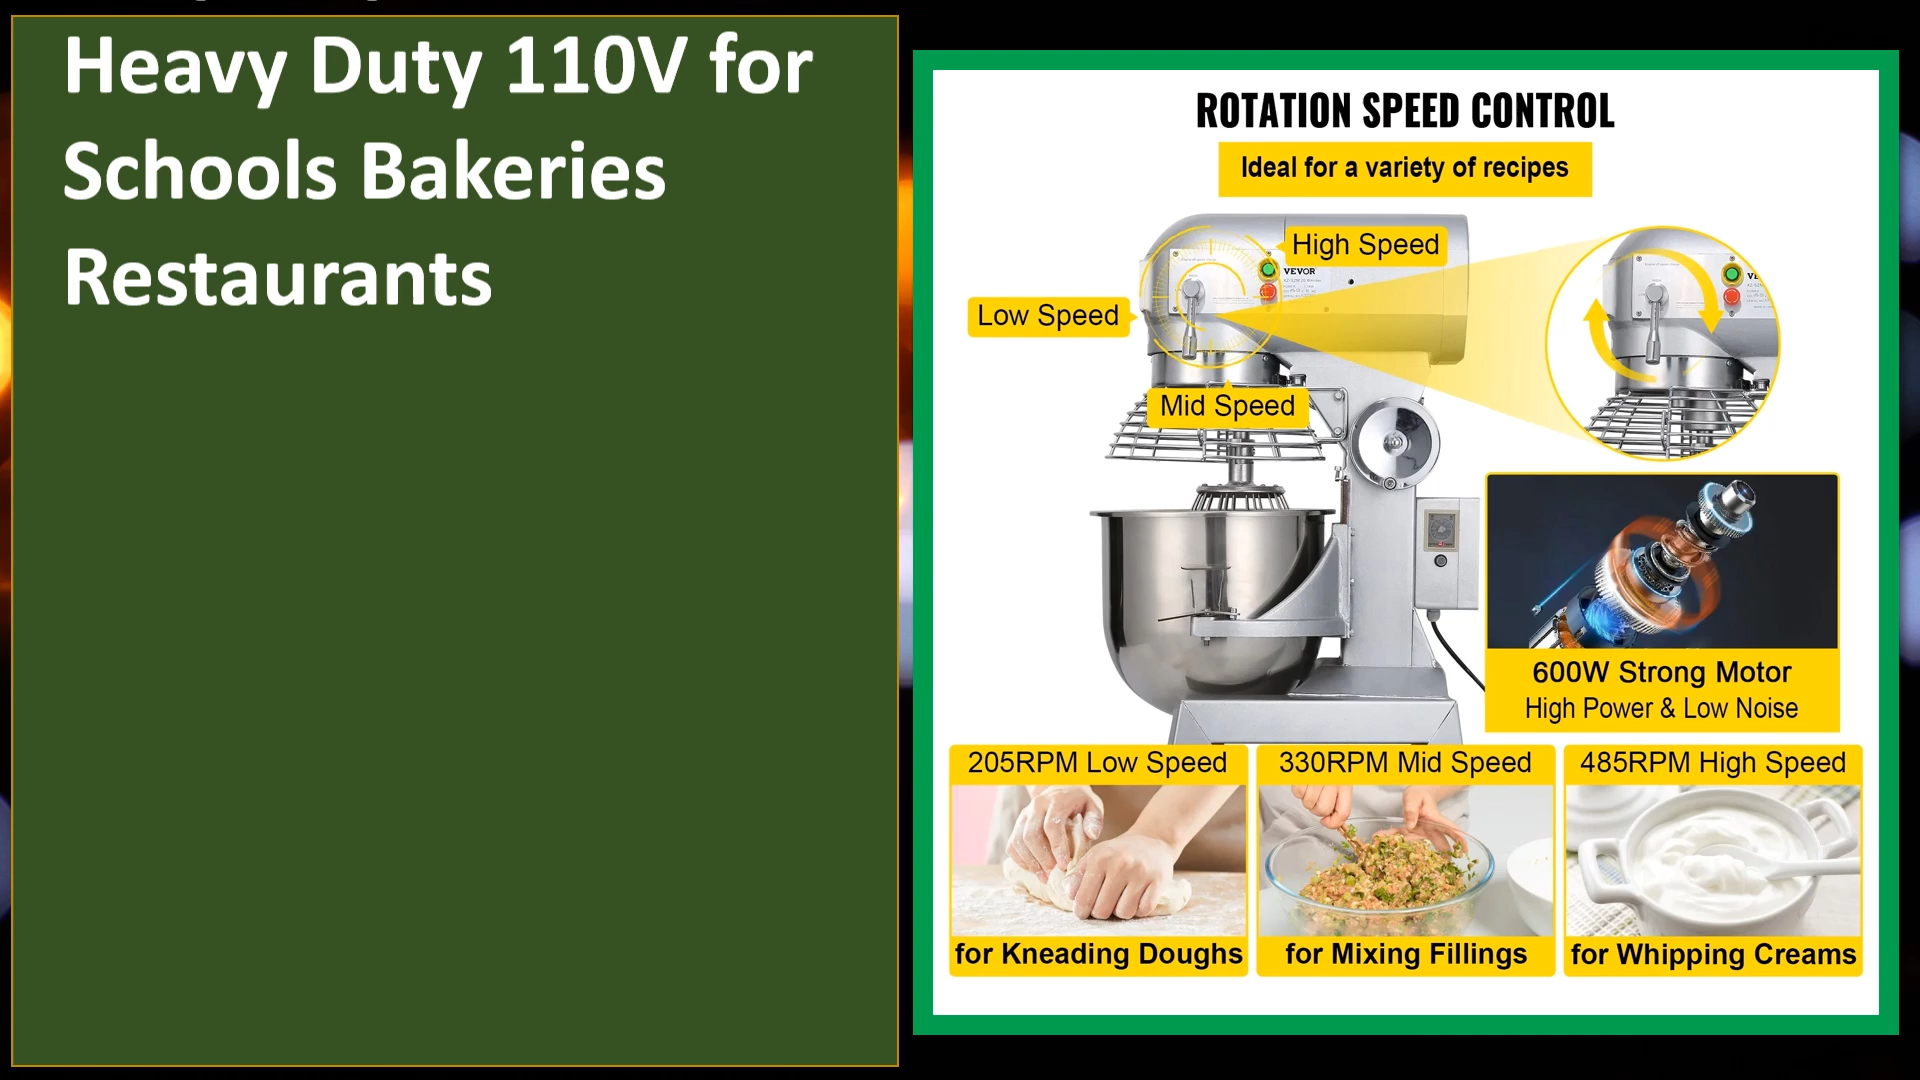 Heavy Duty 110V for
Schools Bakeries
Restaurants
ROTATION SPEED CONTROL
Ideal for a variety of recipes
High Speed
VEVOR
Low Speed
Mid Speed
600W Strong Motor
High Power & Low Noise
205RPM Low Speed
330RPM Mid Speed
485RPM High Speed
for Kneading Doughs
for Mixing Fillings
for Whipping Creams